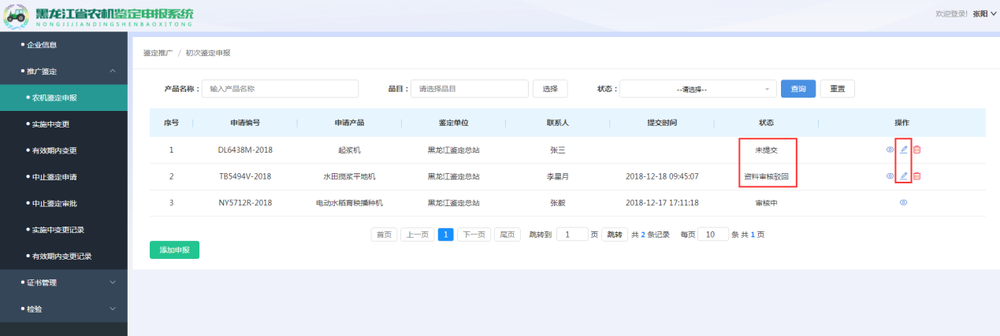 黑龙江省农机鉴定申报系统
NONGJIJIANDINGSHENBAOXITONG
欢迎登录! 张阳
企业信息
推广鉴定
农机鉴定申报
实施中变更
有效期内变更
中止鉴定申请
中止鉴定审批
实施中变更记录
有效期内变更记录
证书管理
检验
鉴定推广 / 初次鉴定申报
产品名称： 输入产品名称 品目： 请选择品目 选择 状态： --请选择-- 查询 重置
序号 申请编号 申请产品 鉴定单位 联系人 提交时间 状态 操作
1 DL6438M-2018 起浆机 黑龙江鉴定总站 张三 未提交
2 TB5494V-2018 水田搅浆平地机 黑龙江鉴定总站 李星月 2018-12-18 09:45:07 资料审核驳回
3 NY5712R-2018 电动水稻育秧播种机 黑龙江鉴定总站 张毅 2018-12-17 17:11:18 审核中
首页 上一页 1 下一页 尾页 跳转到 1 页 跳转 共 2 条记录 每页 10 条 共 1 页
添加申报